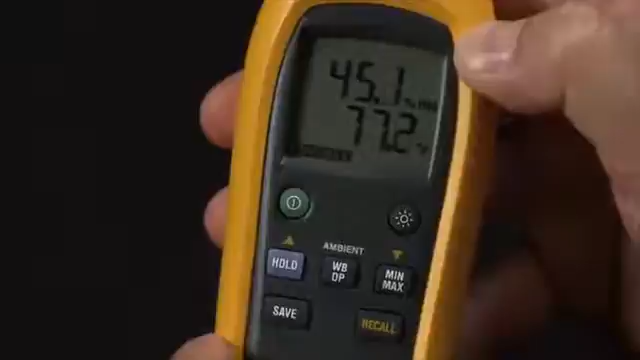 45.1 %
77.2 °F
AMBIENT
HOLD
WB
DP
MIN
MAX
SAVE
RECALL